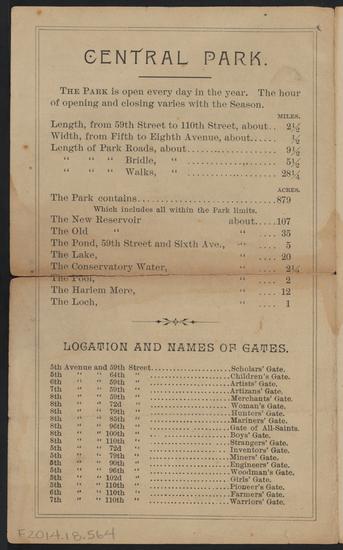 CENTRAL PARK.
THE PARK is open every day in the year. The hour
of opening and closing varies with the Season.
MILES.
Length, from 59th Street to 110th Street, about.. 2½
Width, from Fifth to Eighth Avenue, about...... ½
Length of Park Roads, about.................... 9½
" " " Bridle, " .................... 5½
" " " Walks, " .................... 28¼
ACRES.
The Park contains..............................879
Which includes all within the Park limits.
The New Reservoir about.....107
The Old " " .... 35
The Pond, 59th Street and Sixth Ave., " .... 5
The Lake, " .... 20
The Conservatory Water, " .... 2¼
The Pool, " .... 2
The Harlem Mere, " .... 12
The Loch, " .... 1
LOCATION AND NAMES OF GATES.
5th Avenue and 59th Street....................Scholars' Gate.
5th " " 64th " ....................Children's Gate.
6th " " 59th " ....................Artists' Gate.
7th " " 59th " ....................Artizans' Gate.
8th " " 59th " ....................Merchants' Gate.
8th " " 72d " ....................Woman's Gate.
8th " " 79th " ....................Hunters' Gate.
8th " " 85th " ....................Mariners' Gate.
8th " " 96th " ....................Gate of All-Saints.
8th " " 100th " ....................Boys' Gate.
8th " " 110th " ....................Strangers' Gate.
5th " " 72d " ....................Inventors' Gate.
5th " " 79th " ....................Miners' Gate.
5th " " 90th " ....................Engineers' Gate.
5th " " 96th " ....................Woodman's Gate.
5th " " 102d " ....................Girls' Gate.
5th " " 110th " ....................Pioneer's Gate.
6th " " 110th " ....................Farmers' Gate.
7th " " 110th " ....................Warriors' Gate.
F2014.18.564